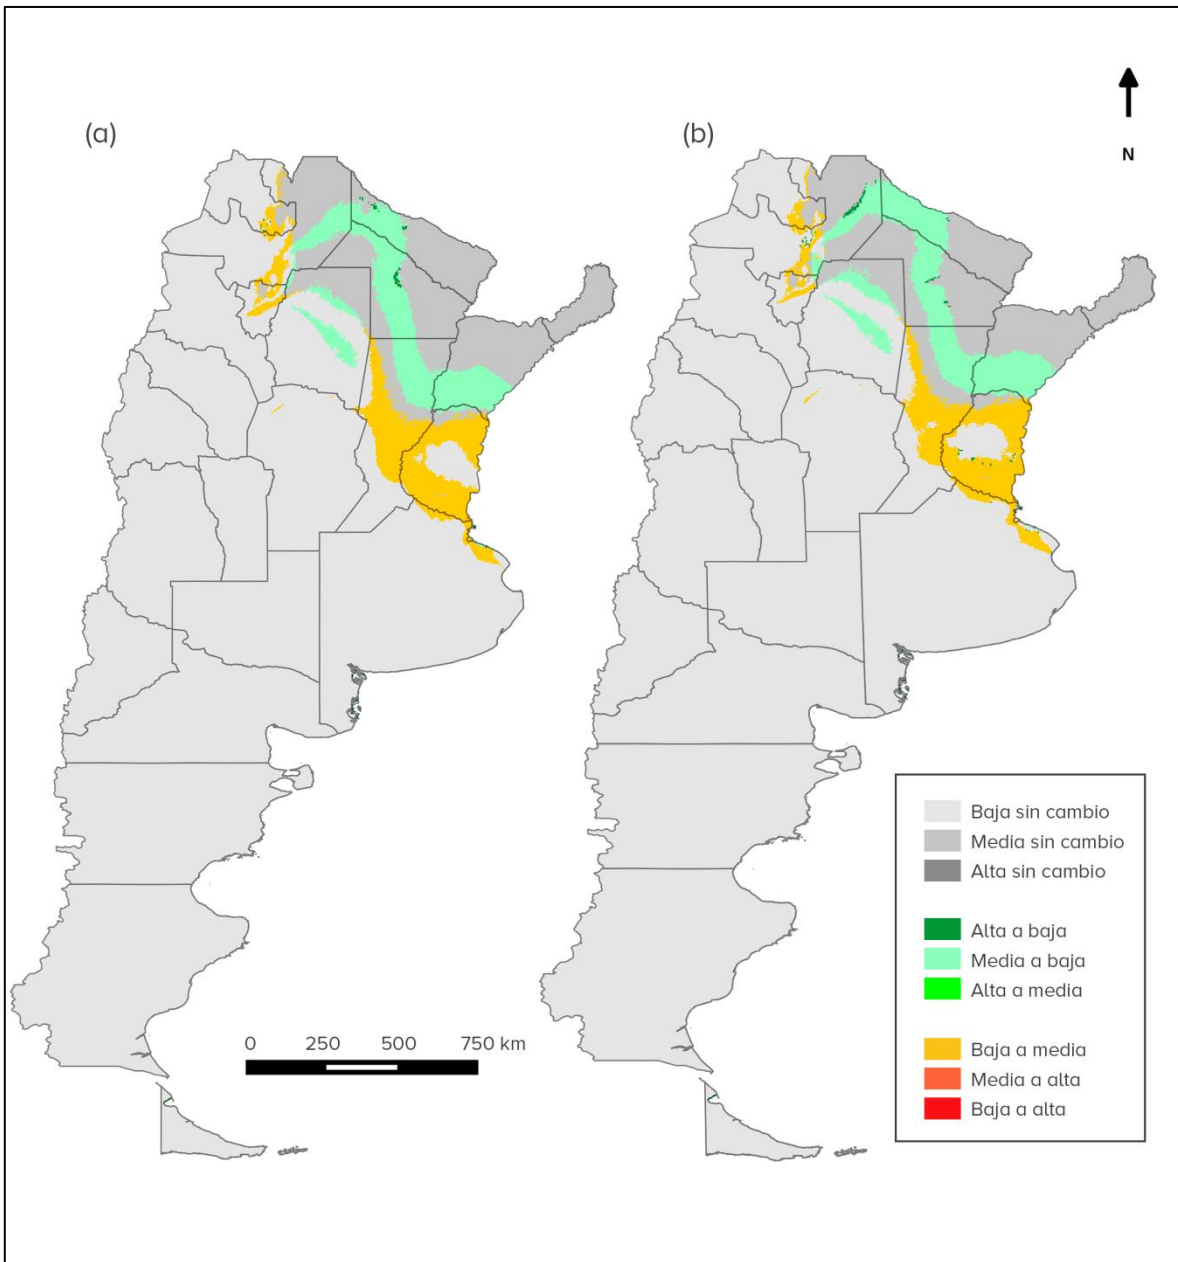 (a)
(b)
N
Baja sin cambio
Media sin cambio
Alta sin cambio
Alta a baja
Media a baja
Alta a media
Baja a media
Media a alta
Baja a alta
0 250 500 750 km